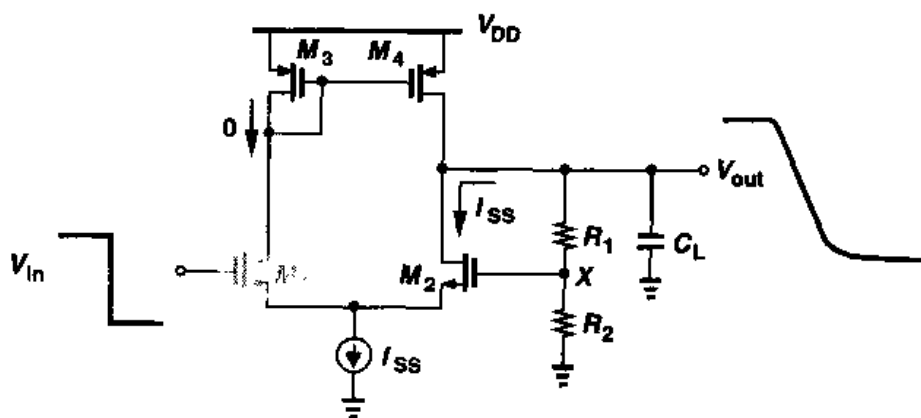 V_DD
M_3
M_4
0
V_out
I_SS
R_1
C_L
V_in
M_2
X
R_2
I_SS